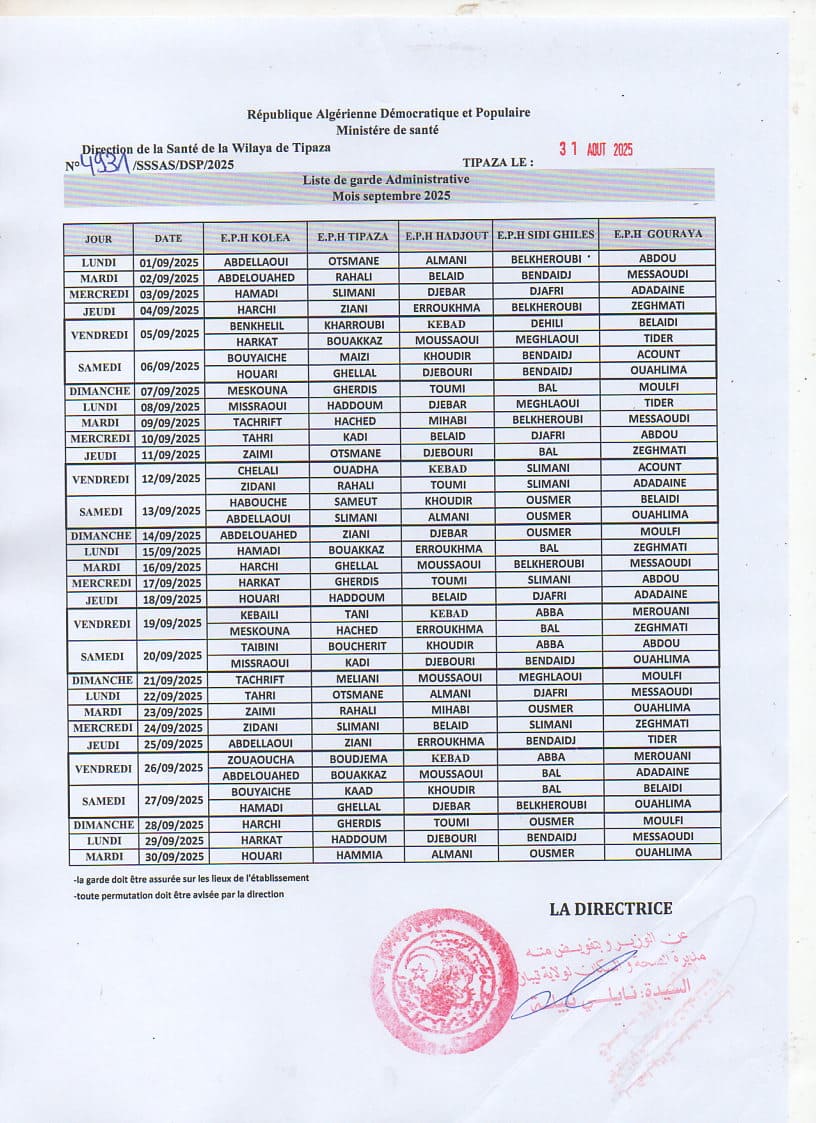 République Algérienne Démocratique et Populaire
Ministére de santé
Direction de la Santé de la Wilaya de Tipaza
N° 4931 /SSSAS/DSP/2025 TIPAZA LE : 31 AOUT 2025
Liste de garde Administrative
Mois septembre 2025
JOUR DATE E.P.H KOLEA E.P.H TIPAZA E.P.H HADJOUT E.P.H SIDI GHILES E.P.H GOURAYA
LUNDI 01/09/2025 ABDELLAOUI OTSMANE ALMANI BELKHEROUBI ABDOU
MARDI 02/09/2025 ABDELOUAHED RAHALI BELAID BENDAIDJ MESSAOUDI
MERCREDI 03/09/2025 HAMADI SLIMANI DJEBAR DJAFRI ADADAINE
JEUDI 04/09/2025 HARCHI ZIANI ERROUKHMA BELKHEROUBI ZEGHMATI
VENDREDI 05/09/2025 BENKHELIL KHARROUBI KEBAD DEHILI BELAIDI
HARKAT BOUAKKAZ MOUSSAOUI MEGHLAOUI TIDER
SAMEDI 06/09/2025 BOUYAICHE MAIZI KHOUDIR BENDAIDJ ACOUNT
HOUARI GHELLAL DJEBOURI BENDAIDJ OUAHLIMA
DIMANCHE 07/09/2025 MESKOUNA GHERDIS TOUMI BAL MOULFI
LUNDI 08/09/2025 MISSRAOUI HADDOUM DJEBAR MEGHLAOUI TIDER
MARDI 09/09/2025 TACHRIFT HACHED MIHABI BELKHEROUBI MESSAOUDI
MERCREDI 10/09/2025 TAHRI KADI BELAID DJAFRI ABDOU
JEUDI 11/09/2025 ZAIMI OTSMANE DJEBOURI BAL ZEGHMATI
VENDREDI 12/09/2025 CHELALI OUADHA KEBAD SLIMANI ACOUNT
ZIDANI RAHALI TOUMI SLIMANI ADADAINE
SAMEDI 13/09/2025 HABOUCHE SAMEUT KHOUDIR OUSMER BELAIDI
ABDELLAOUI SLIMANI ALMANI OUSMER OUAHLIMA
DIMANCHE 14/09/2025 ABDELOUAHED ZIANI DJEBAR OUSMER MOULFI
LUNDI 15/09/2025 HAMADI BOUAKKAZ ERROUKHMA BAL ZEGHMATI
MARDI 16/09/2025 HARCHI GHELLAL MOUSSAOUI BELKHEROUBI MESSAOUDI
MERCREDI 17/09/2025 HARKAT GHERDIS TOUMI SLIMANI ABDOU
JEUDI 18/09/2025 HOUARI HADDOUM BELAID DJAFRI ADADAINE
VENDREDI 19/09/2025 KEBAILI TANI KEBAD ABBA MEROUANI
MESKOUNA HACHED ERROUKHMA BAL ZEGHMATI
SAMEDI 20/09/2025 TAIBINI BOUCHERIT KHOUDIR ABBA ABDOU
MISSRAOUI KADI DJEBOURI BENDAIDJ OUAHLIMA
DIMANCHE 21/09/2025 TACHRIFT MELIANI MOUSSAOUI MEGHLAOUI MOULFI
LUNDI 22/09/2025 TAHRI OTSMANE ALMANI DJAFRI MESSAOUDI
MARDI 23/09/2025 ZAIMI RAHALI MIHABI OUSMER OUAHLIMA
MERCREDI 24/09/2025 ZIDANI SLIMANI BELAID SLIMANI ZEGHMATI
JEUDI 25/09/2025 ABDELLAOUI ZIANI ERROUKHMA BENDAIDJ TIDER
VENDREDI 26/09/2025 ZOUAOUCHA BOUDJEMA KEBAD ABBA MEROUANI
ABDELOUAHED BOUAKKAZ MOUSSAOUI BAL ADADAINE
SAMEDI 27/09/2025 BOUYAICHE KAAD KHOUDIR BAL BELAIDI
HAMADI GHELLAL DJEBAR BELKHEROUBI OUAHLIMA
DIMANCHE 28/09/2025 HARCHI GHERDIS TOUMI OUSMER MOULFI
LUNDI 29/09/2025 HARKAT HADDOUM DJEBOURI BENDAIDJ MESSAOUDI
MARDI 30/09/2025 HOUARI HAMMIA ALMANI OUSMER OUAHLIMA
-la garde doit être assurée sur les lieux de l'établissement
-toute permutation doit être avisée par la direction
LA DIRECTRICE
عن الوزير و بتفويض منه
مديرة الصحة و السكان لولاية تيبازة
السيدة: نايلي